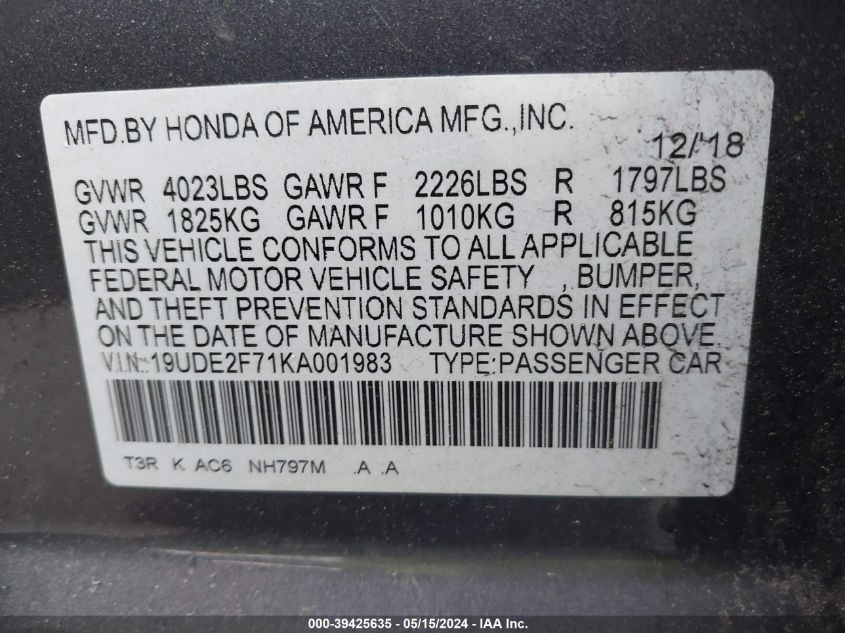 MFD.BY HONDA OF AMERICA MFG.,INC.
12/'18
GVWR 4023LBS GAWR F 2226LBS R 1797LBS
GVWR 1825KG GAWR F 1010KG R 815KG
THIS VEHICLE CONFORMS TO ALL APPLICABLE
FEDERAL MOTOR VEHICLE SAFETY , BUMPER,
AND THEFT PREVENTION STANDARDS IN EFFECT
ON THE DATE OF MANUFACTURE SHOWN ABOVE.
V.I.N.:19UDE2F71KA001983 TYPE:PASSENGER CAR
T3R K AC6 NH797M .A .A
000-39425635 - 05/15/2024 - IAA Inc.